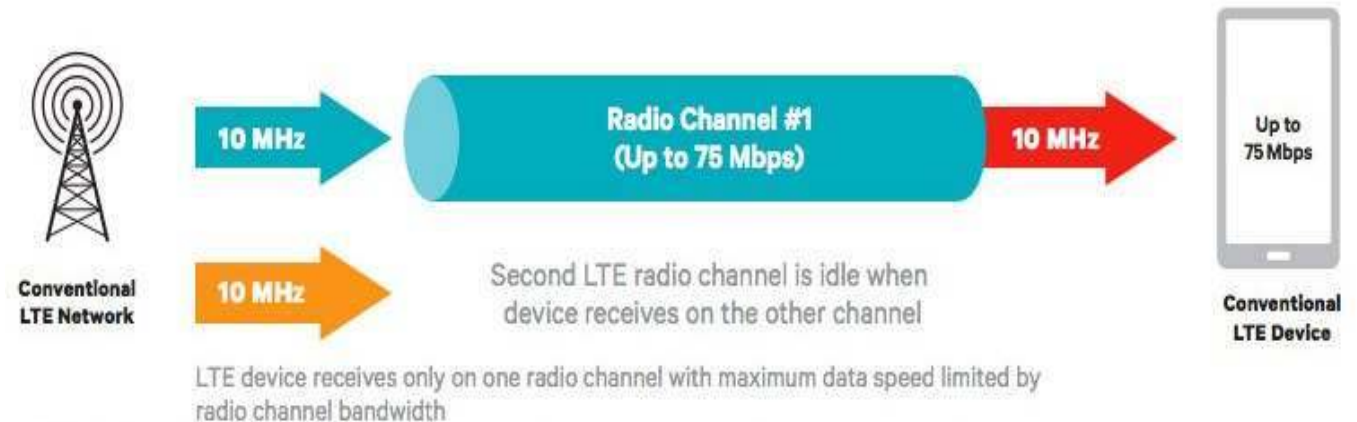 10 MHz
Radio Channel #1
(Up to 75 Mbps)
10 MHz
Up to
75 Mbps
Conventional
LTE Network
10 MHz
Second LTE radio channel is idle when
device receives on the other channel
Conventional
LTE Device
LTE device receives only on one radio channel with maximum data speed limited by
radio channel bandwidth